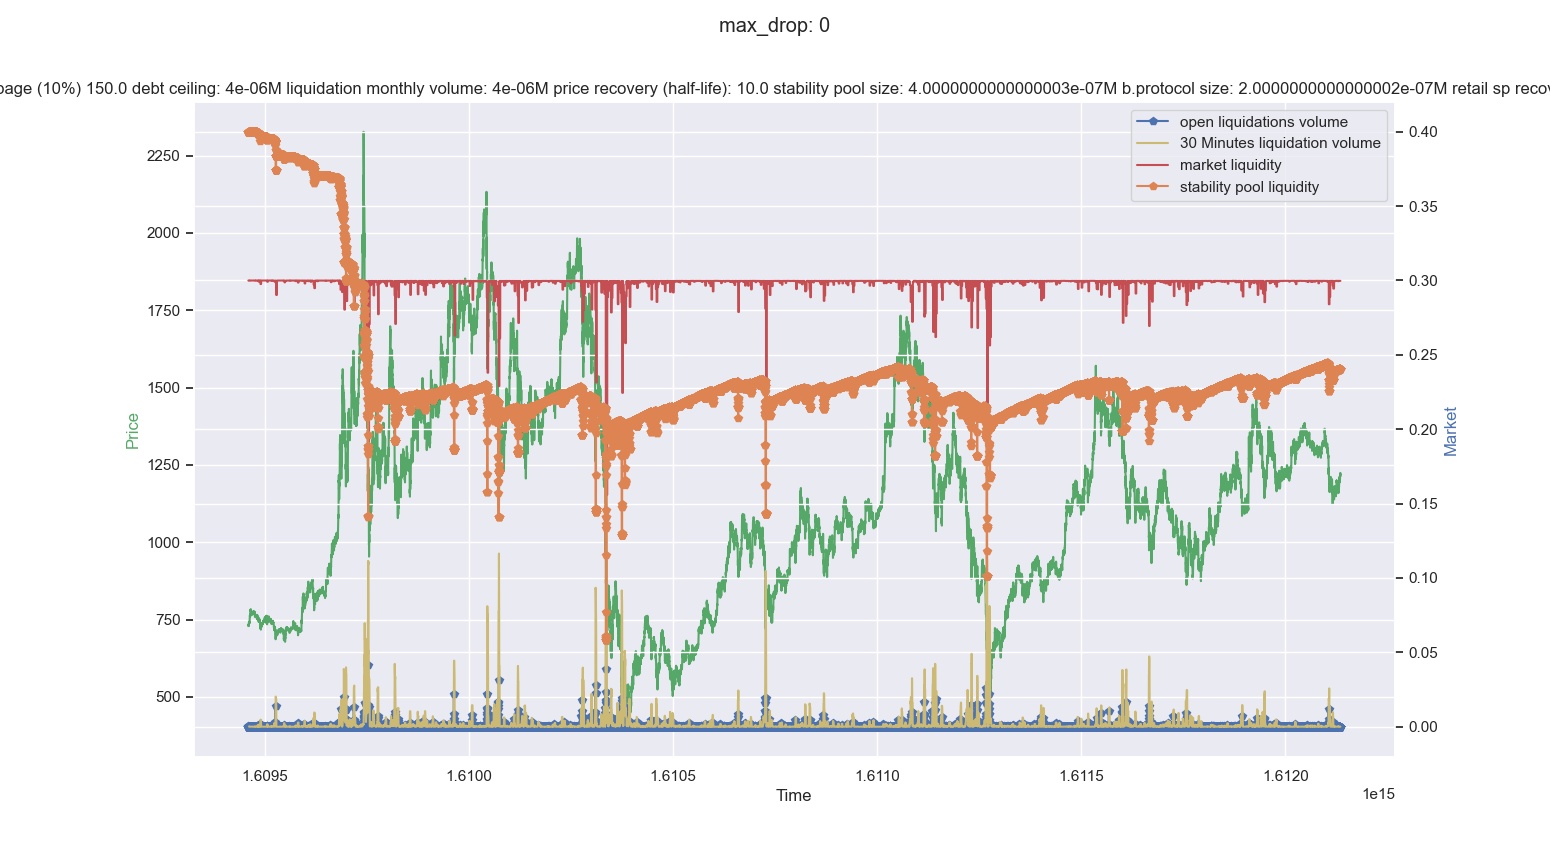 max_drop: 0
page (10%) 150.0 debt ceiling: 4e-06M liquidation monthly volume: 4e-06M price recovery (half-life): 10.0 stability pool size: 4.0000000000000003e-07M b.protocol size: 2.0000000000000002e-07M retail sp recov
open liquidations volume
30 Minutes liquidation volume
market liquidity
stability pool liquidity
Price
2250
2000
1750
1500
1250
1000
750
500
0.40
0.35
0.30
0.25
0.20
0.15
0.10
0.05
0.00
Market
1.6095 1.6100 1.6105 1.6110 1.6115 1.6120
Time
1e15